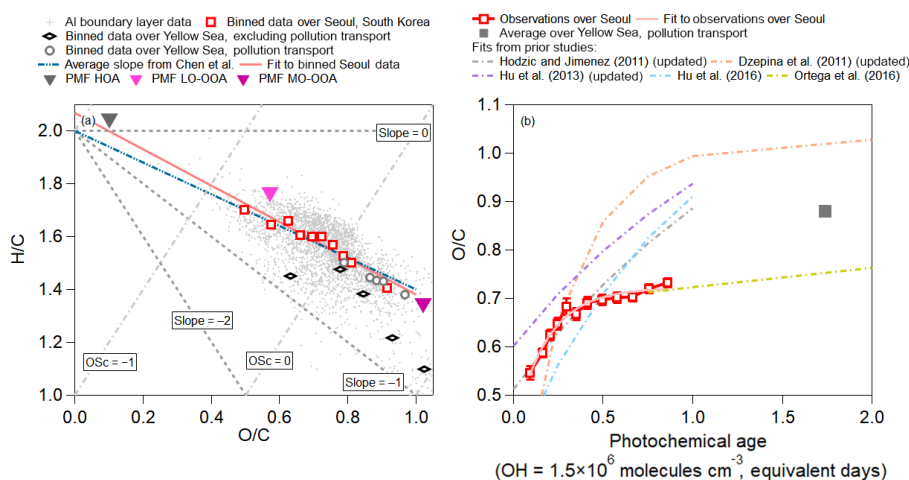 AI boundary layer data Binned data over Seoul, South Korea
Binned data over Yellow Sea, excluding pollution transport
Binned data over Yellow Sea, pollution transport
Average slope from Chen et al. Fit to binned Seoul data
PMF HOA PMF LO-OOA PMF MO-OOA
(a)
Slope = 0
Slope = −2
OSc = −1
OSc = 0
Slope = −1
H/C
2.0
1.8
1.6
1.4
1.2
1.0
0.0 0.2 0.4 0.6 0.8 1.0
O/C
Observations over Seoul Fit to observations over Seoul
Average over Yellow Sea, pollution transport
Fits from prior studies:
Hodzic and Jimenez (2011) (updated) Dzepina et al. (2011) (updated)
Hu et al. (2013) (updated) Hu et al. (2016) Ortega et al. 2016)
(b)
O/C
1.1
1.0
0.9
0.8
0.7
0.6
0.5
0.0 0.5 1.0 1.5 2.0
Photochemical age
(OH = 1.5×10⁶ molecules cm⁻³, equivalent days)